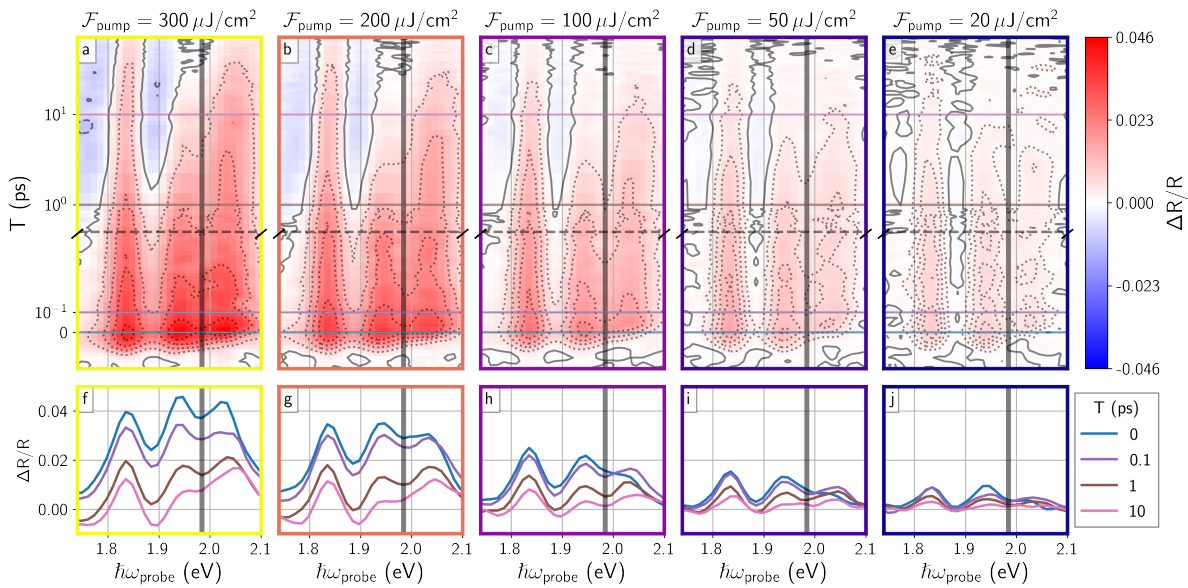 𝓕pump = 300 μJ/cm² 𝓕pump = 200 μJ/cm² 𝓕pump = 100 μJ/cm² 𝓕pump = 50 μJ/cm² 𝓕pump = 20 μJ/cm²
a b c d e
T (ps)
10¹
10⁰
10⁻¹
0
0.046
0.023
0.000
-0.023
-0.046
ΔR/R
f g h i j
ΔR/R
0.04
0.02
0.00
T (ps)
0
0.1
1
10
1.8 1.9 2.0 2.1 1.8 1.9 2.0 2.1 1.8 1.9 2.0 2.1 1.8 1.9 2.0 2.1 1.8 1.9 2.0 2.1
ℏωprobe (eV) ℏωprobe (eV) ℏωprobe (eV) ℏωprobe (eV) ℏωprobe (eV)